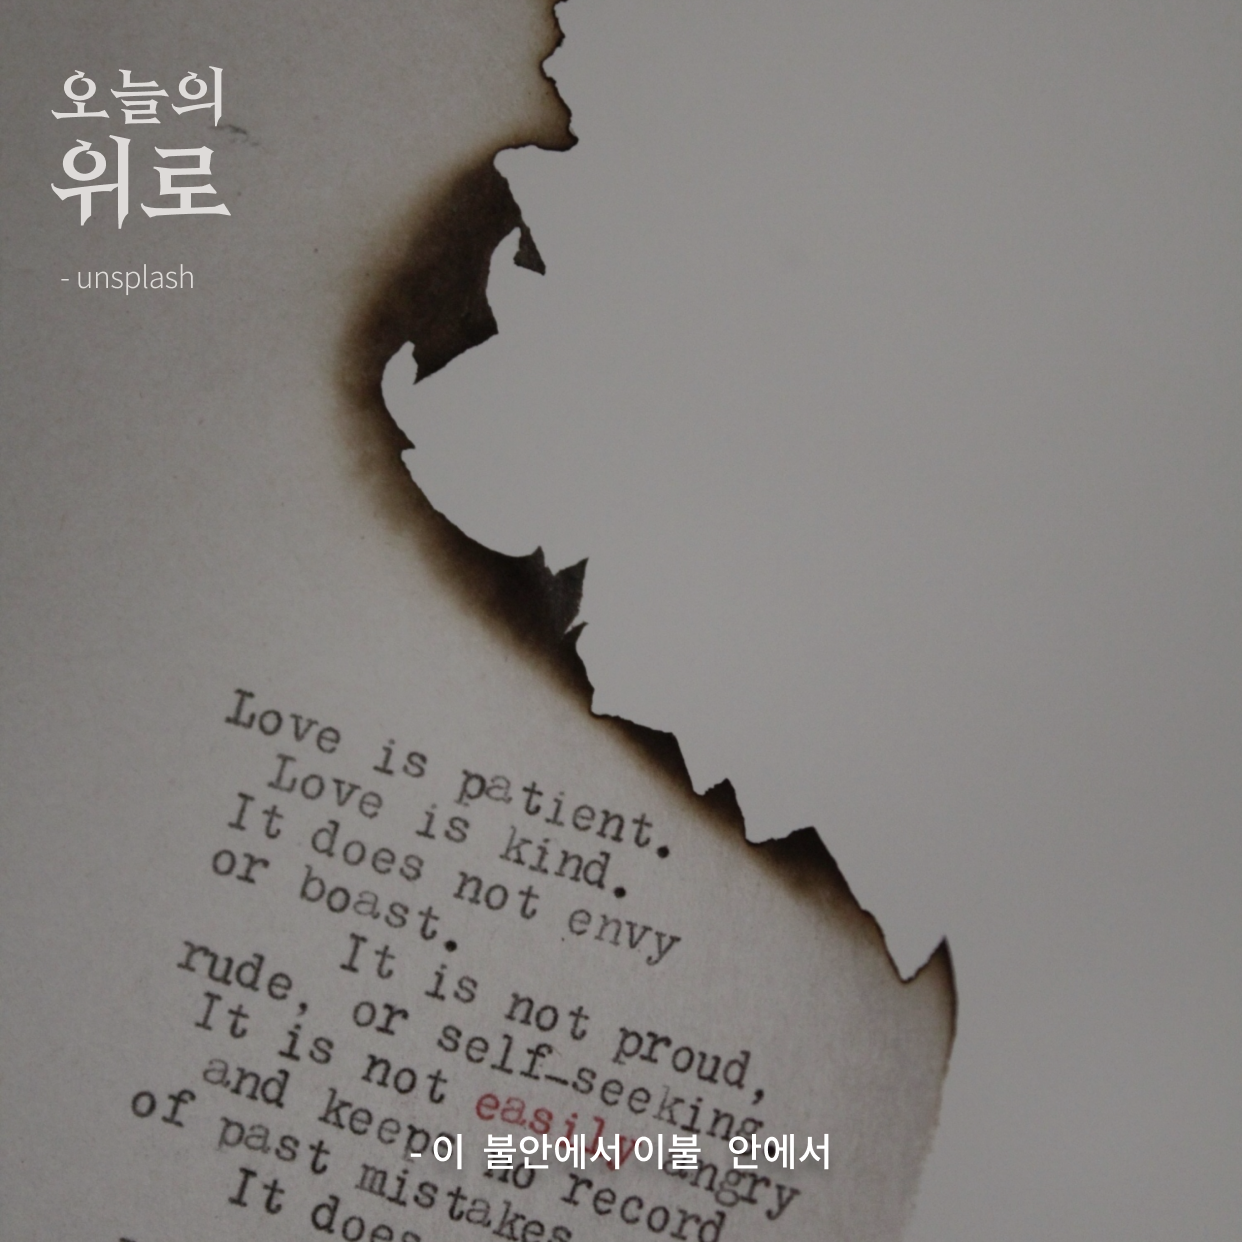 오늘의
위로
- unsplash
Love is patient.
Love is kind.
It does not envy
or boast.
It is not proud,
rude, or self-seeking.
It is not easily angry
and keeps no record
of past mistakes
It does
- 이 불안에서 이불 안에서